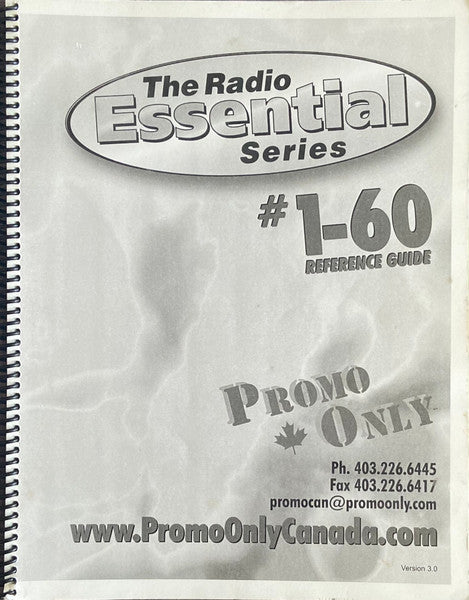 The Radio
Essential
Series
# 1-60
REFERENCE GUIDE
PROMO
ONLY
Ph. 403.226.6445
Fax 403.226.6417
promocan@promoonly.com
www.PromoOnlyCanada.com
Version 3.0